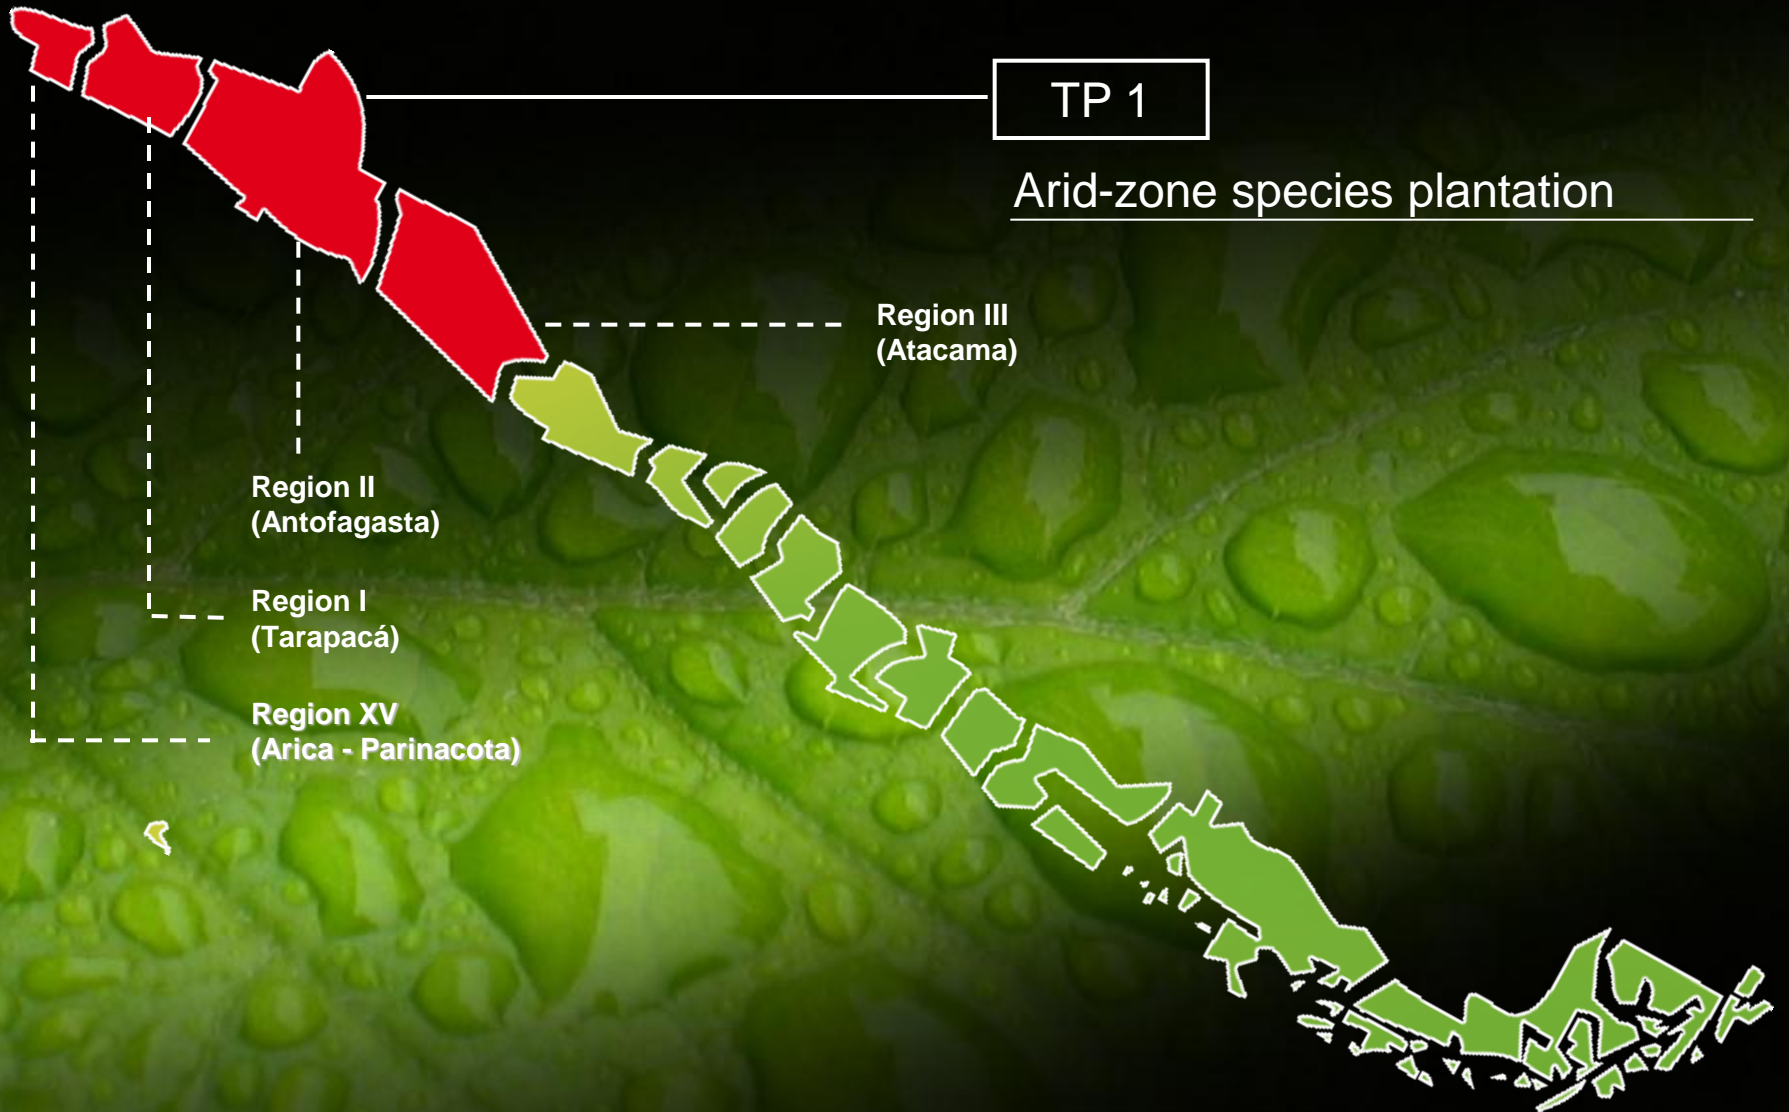 TP 1
Arid-zone species plantation
Region III
(Atacama)
Region II
(Antofagasta)
Region I
(Tarapacá)
Region XV
(Arica - Parinacota)